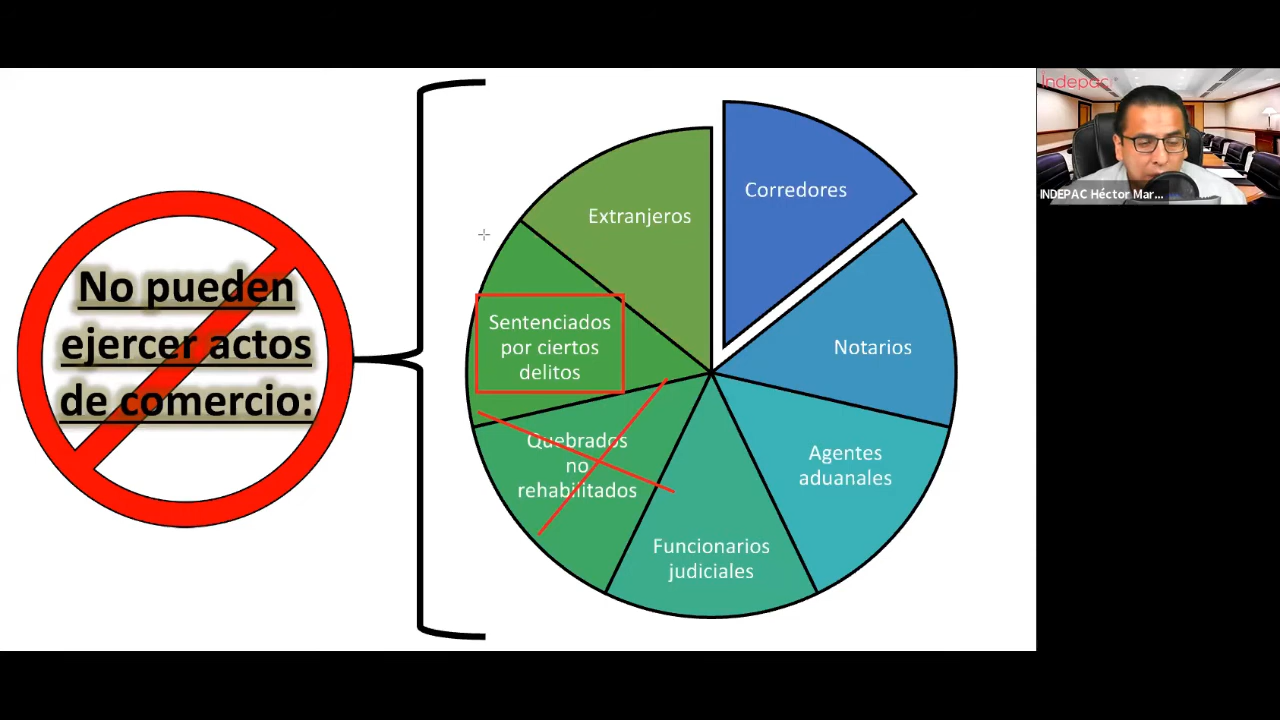 No pueden
ejercer actos
de comercio:
Corredores
Notarios
Agentes
aduanales
Funcionarios
judiciales
Quebrados
no
rehabilitados
Sentenciados
por ciertos
delitos
Extranjeros
Indepac
INDEPAC Héctor Mar...